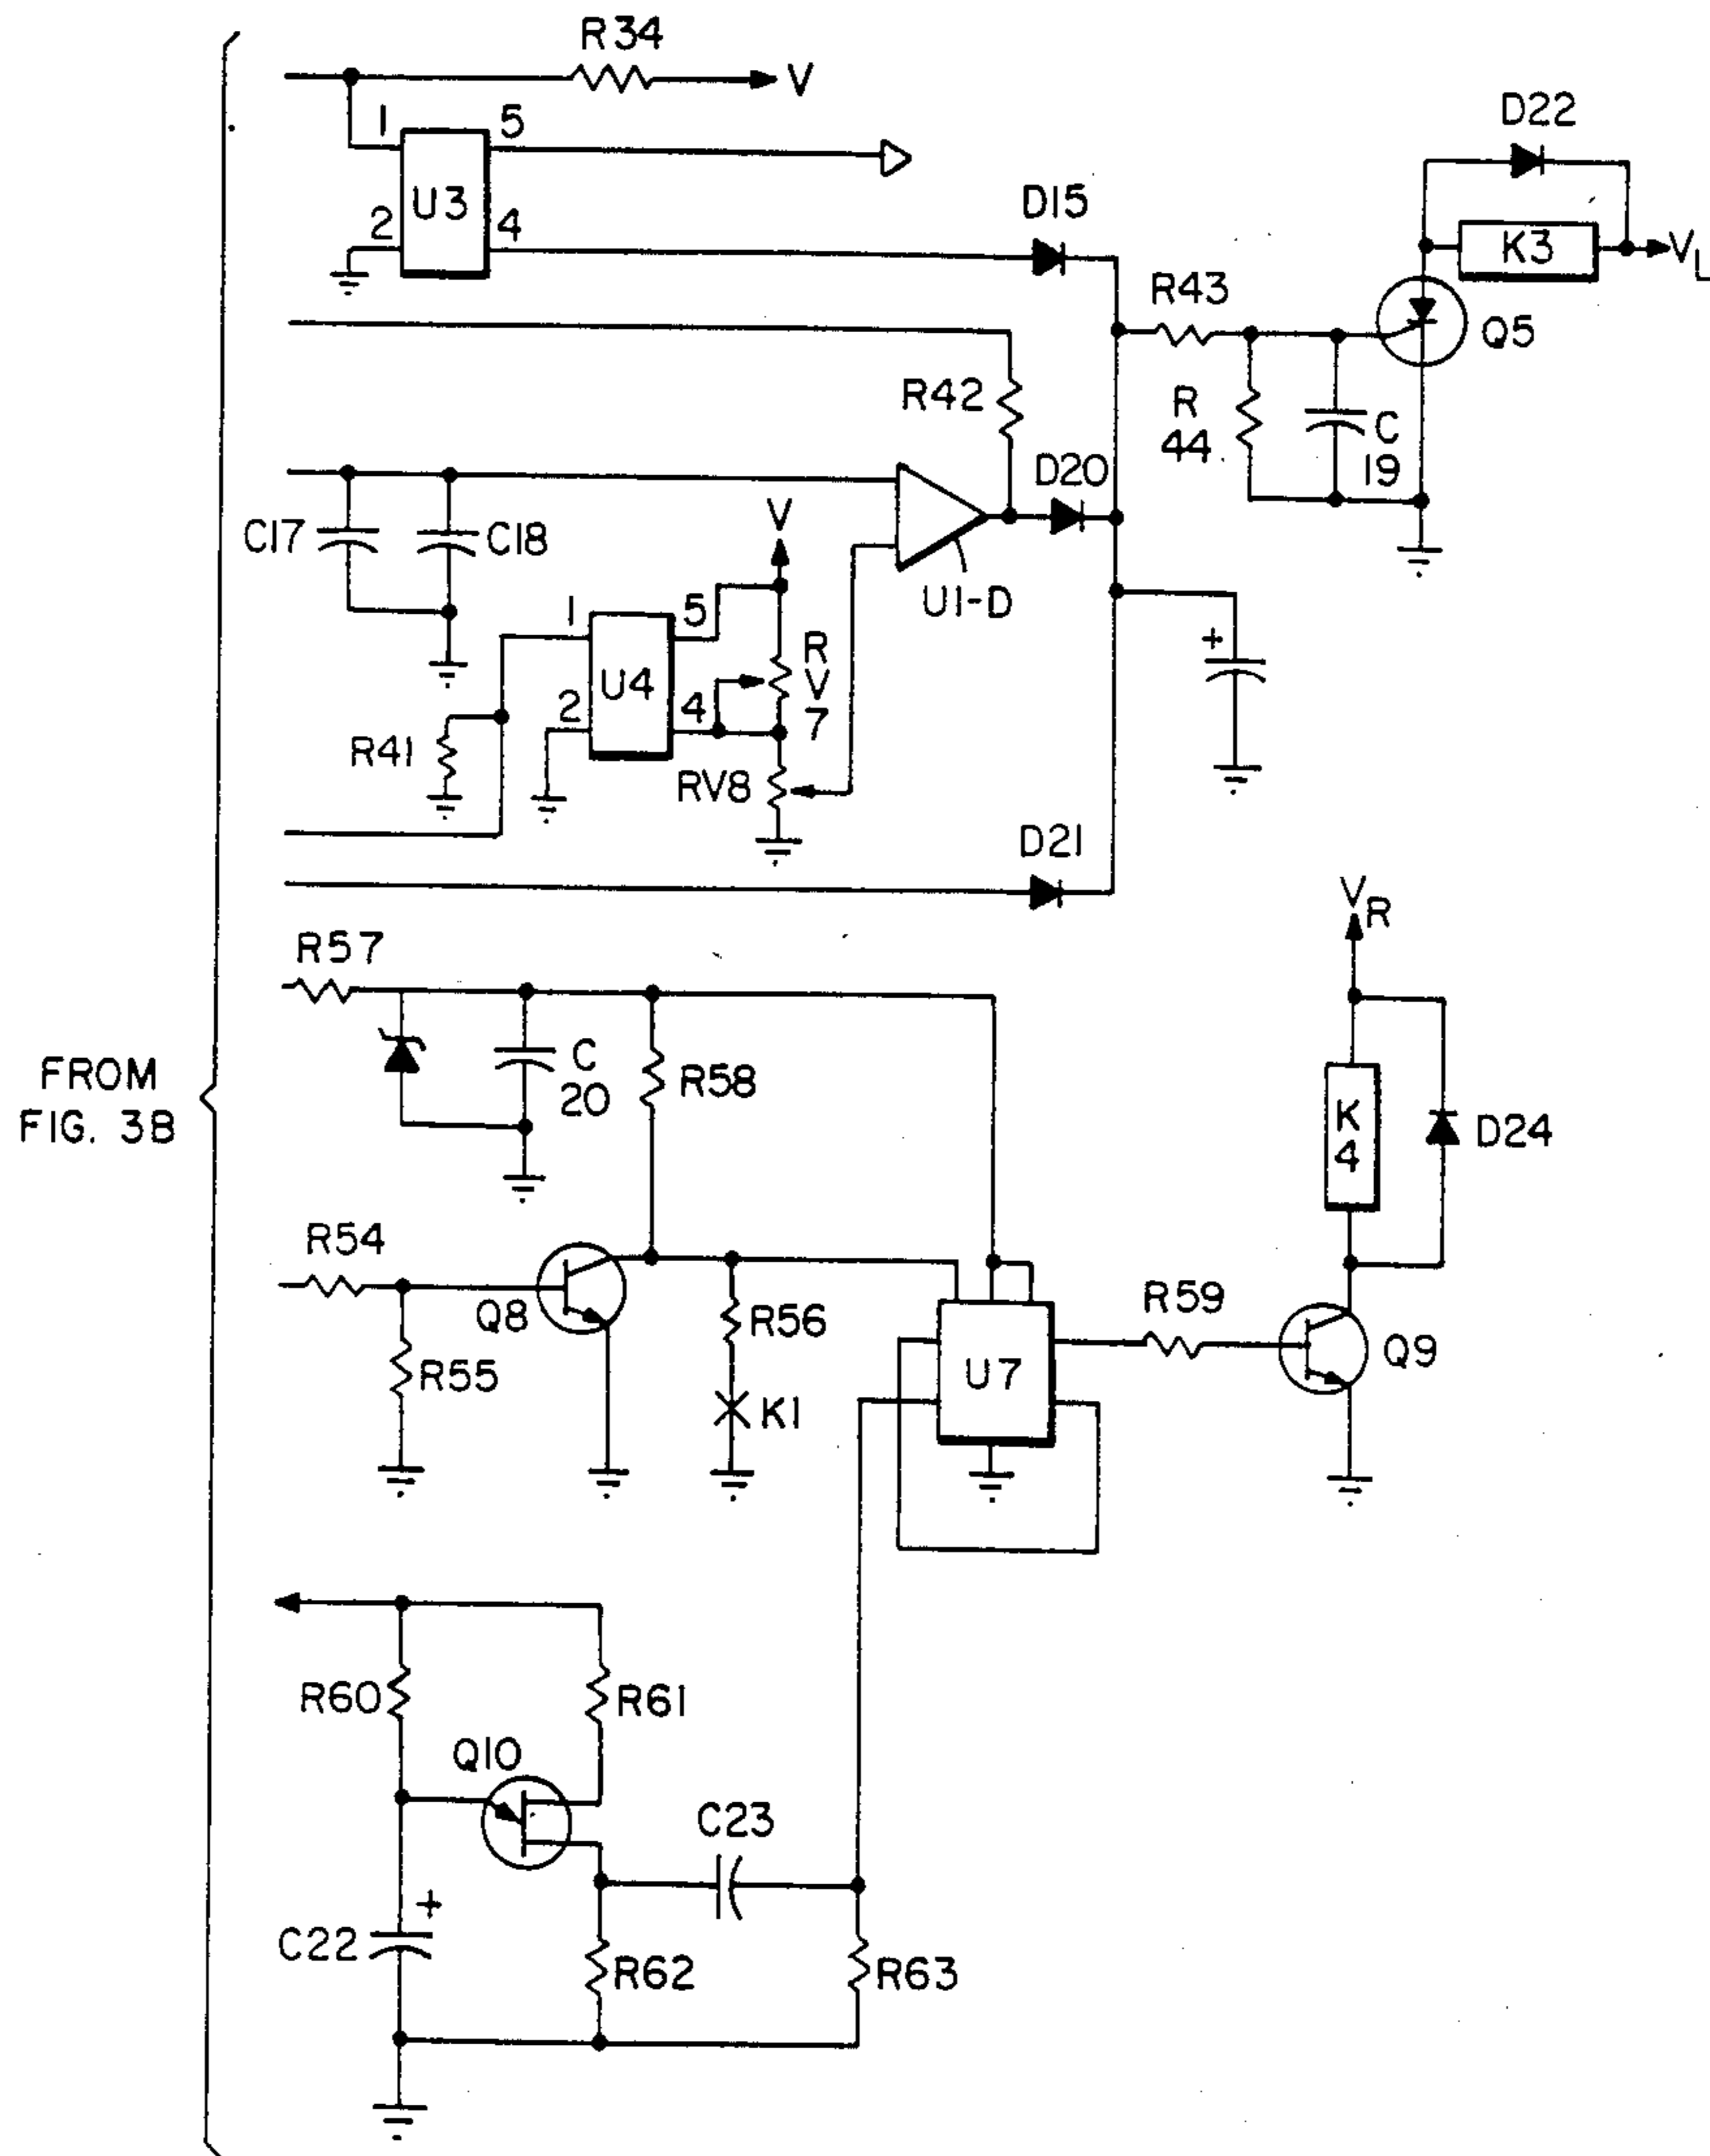 R34
V
1
5
U3
2
4
D22
D15
K3
VL
R43
Q5
R42
R
44
C
19
D20
V
C17
C18
U1-D
1
5
R
V
7
U4
2
4
R41
RV8
D21
VR
R57
C
20
R58
K
4
D24
FROM
FIG. 3B
R54
Q8
R56
R59
R55
U7
Q9
K1
R60
R61
Q10
C23
+
+
C22
R62
R63